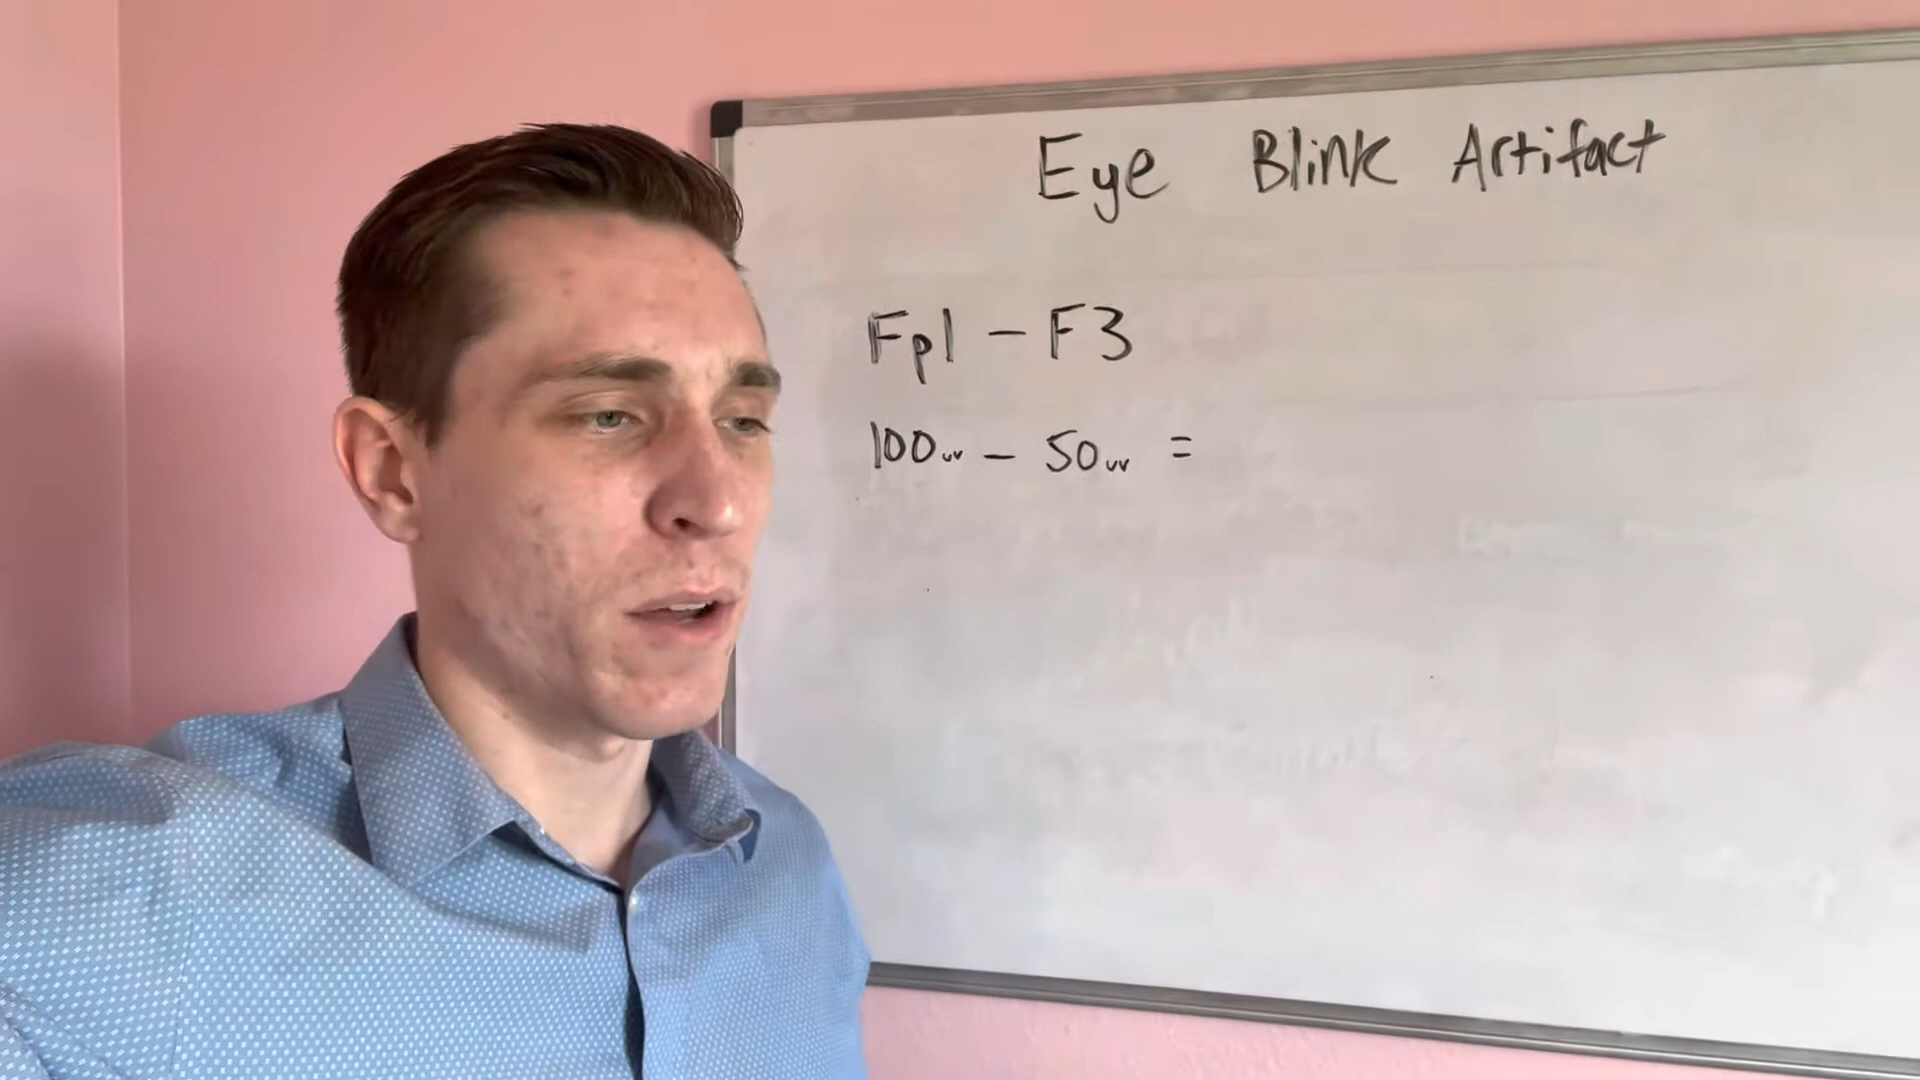 Eye Blink Artifact
Fp1 - F3
100uv - 50uv =